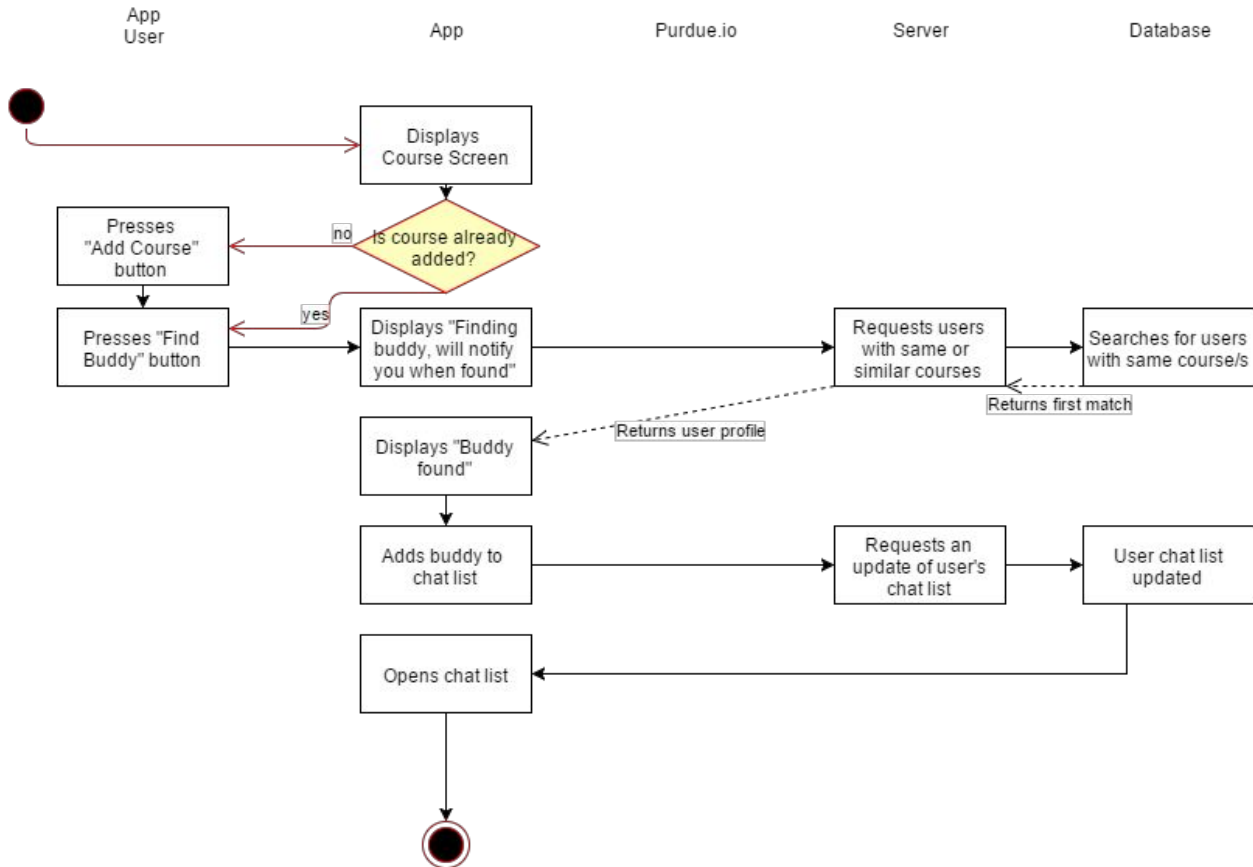 App
User
App
Purdue.io
Server
Database
Displays
Course Screen
Presses
"Add Course"
button
no
Is course already
added?
yes
Presses "Find
Buddy" button
Displays "Finding
buddy, will notify
you when found"
Requests users
with same or
similar courses
Searches for users
with same course/s
Returns first match
Returns user profile
Displays "Buddy
found"
Adds buddy to
chat list
Requests an
update of user's
chat list
User chat list
updated
Opens chat list